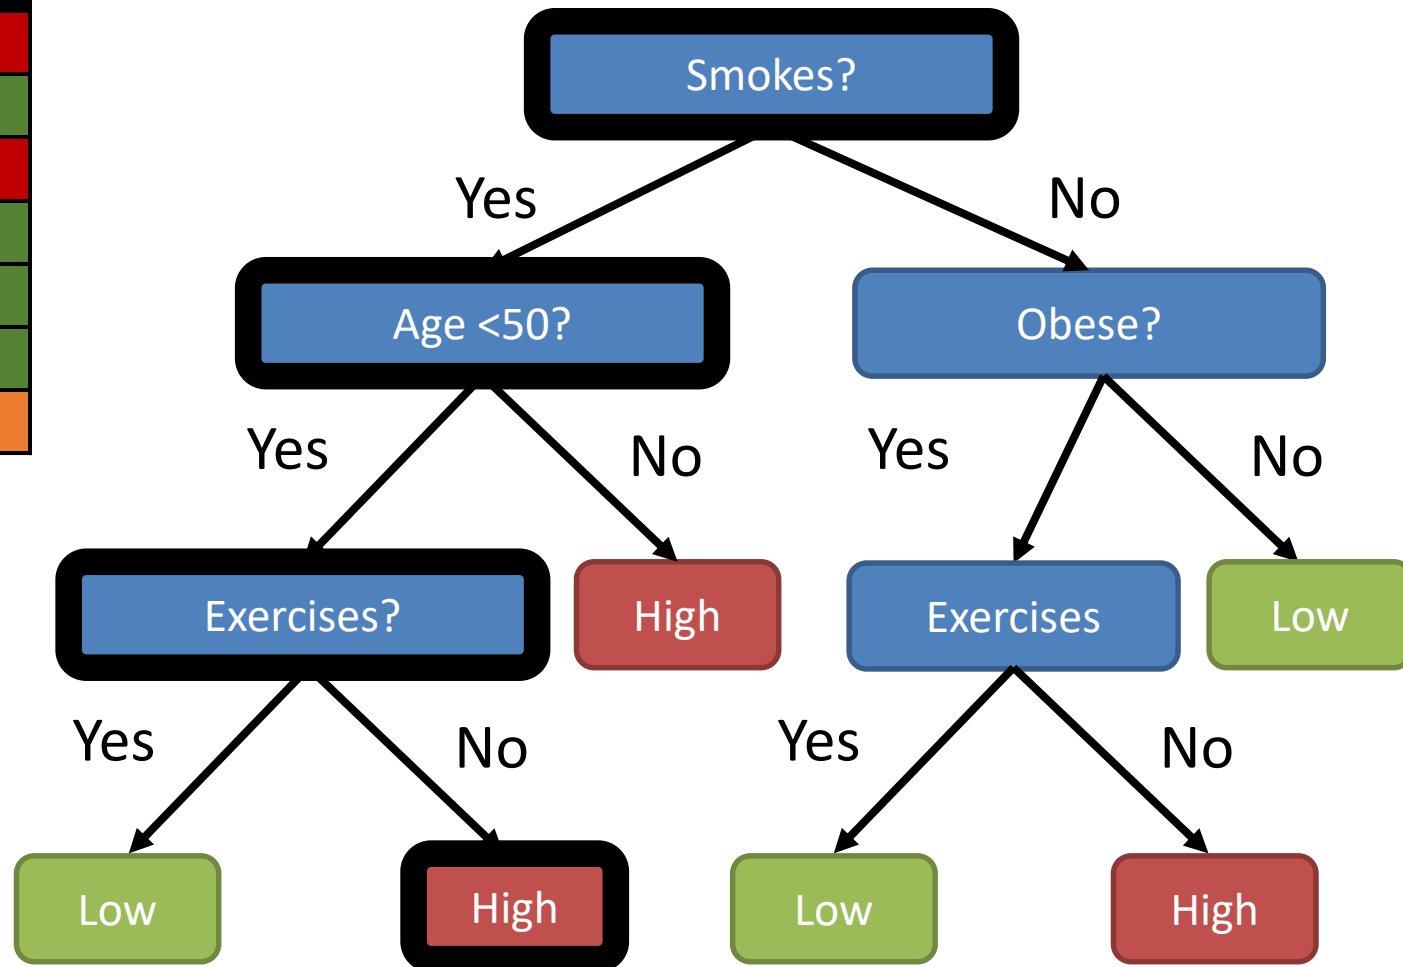 Smokes?
Yes
No
Age <50?
Obese?
Yes
No
Yes
No
Exercises?
High
Exercises
Low
Yes
No
Yes
No
Low
High
Low
High